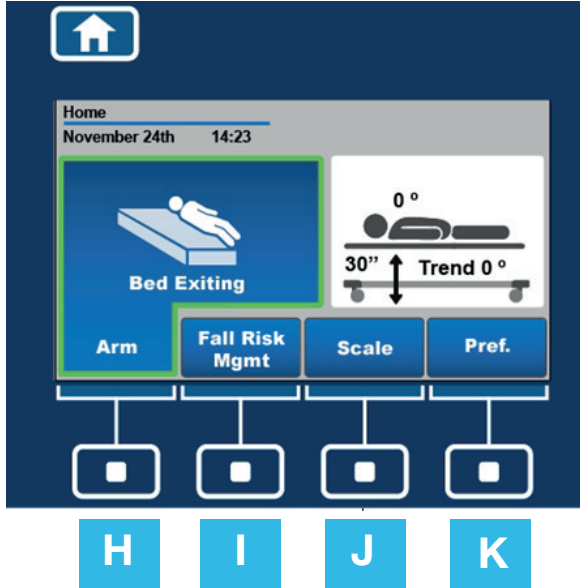 Home
November 24th 14:23
0 º
30” Trend 0 º
Bed Exiting
Arm
Fall Risk
Mgmt
Scale
Pref.
H I J K